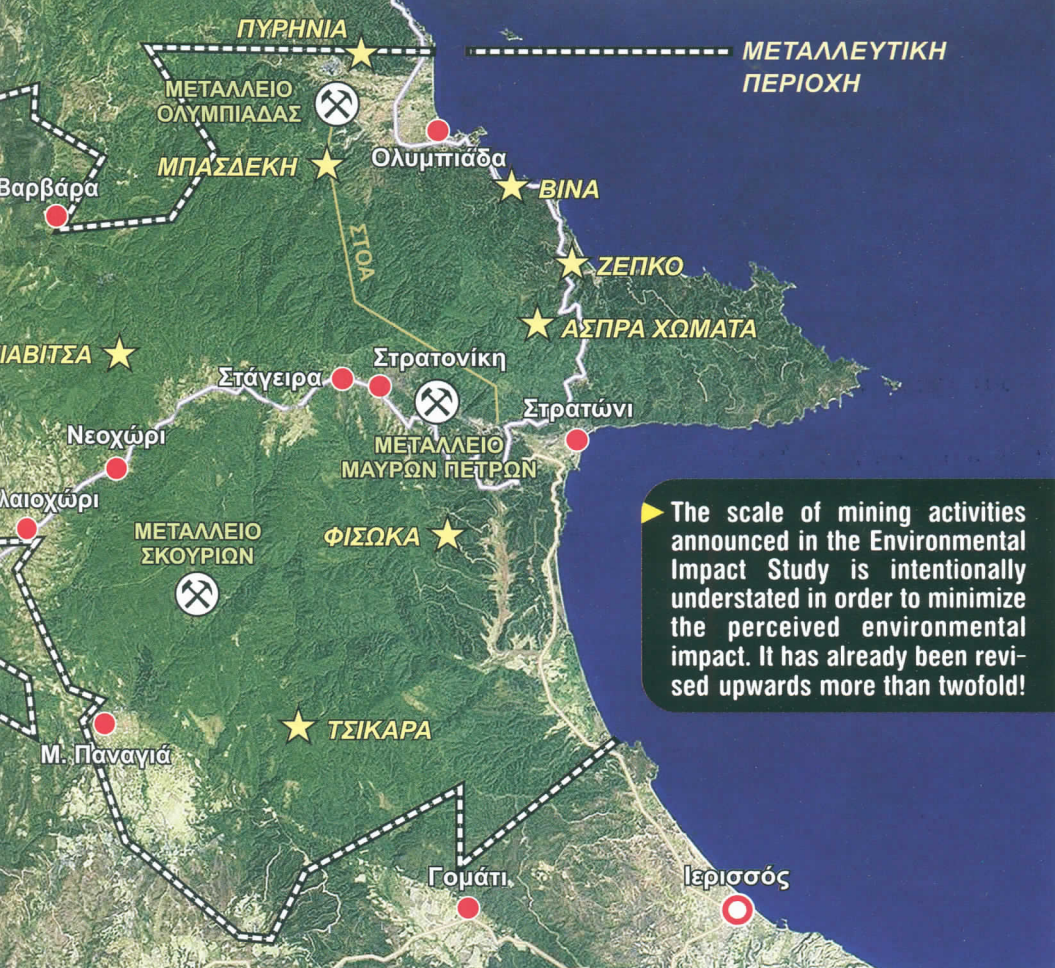 ΠΥΡΗΝΙΑ
ΜΕΤΑΛΛΕΥΤΙΚΗ
ΠΕΡΙΟΧΗ
ΜΕΤΑΛΛΕΙΟ
ΟΛΥΜΠΙΑΔΑΣ
Ολυμπιάδα
ΜΠΑΣΔΕΚΗ
Βαρβάρα
ΒΙΝΑ
ΣΤΟΑ
ΖΕΠΚΟ
ΑΣΠΡΑ ΧΩΜΑΤΑ
ΙΑΒΙΤΣΑ
Στρατονίκη
Στάγειρα
Στρατώνι
Νεοχώρι
ΜΕΤΑΛΛΕΙΟ
ΜΑΥΡΩΝ ΠΕΤΡΩΝ
λαιοχώρι
ΜΕΤΑΛΛΕΙΟ
ΣΚΟΥΡΙΩΝ
ΦΙΣΩΚΑ
The scale of mining activities
announced in the Environmental
Impact Study is intentionally
understated in order to minimize
the perceived environmental
impact. It has already been revi-
sed upwards more than twofold!
ΤΣΙΚΑΡΑ
Μ. Παναγιά
Γομάτι
Ιερισσός